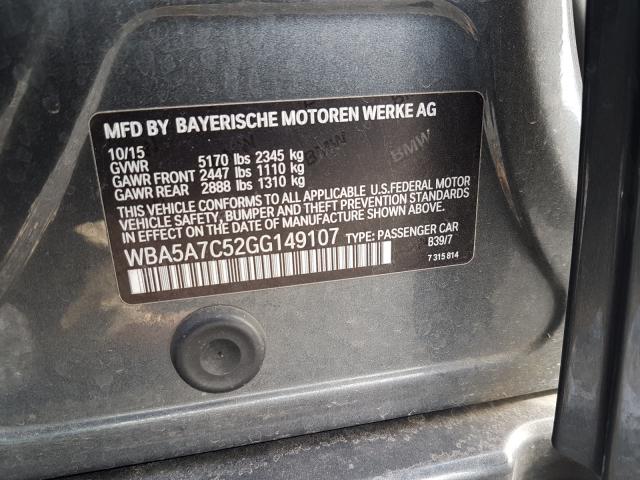 MFD BY BAYERISCHE MOTOREN WERKE AG
10/15
GVWR 5170 lbs 2345 kg
GAWR FRONT 2447 lbs 1110 kg
GAWR REAR 2888 lbs 1310 kg
THIS VEHICLE CONFORMS TO ALL APPLICABLE U.S.FEDERAL MOTOR
VEHICLE SAFETY, BUMPER AND THEFT PREVENTION STANDARDS
IN EFFECT ON THE DATE OF MANUFACTURE SHOWN ABOVE.
WBA5A7C52GG149107 TYPE: PASSENGER CAR
B39/7
7 315 814
BMW
BMW